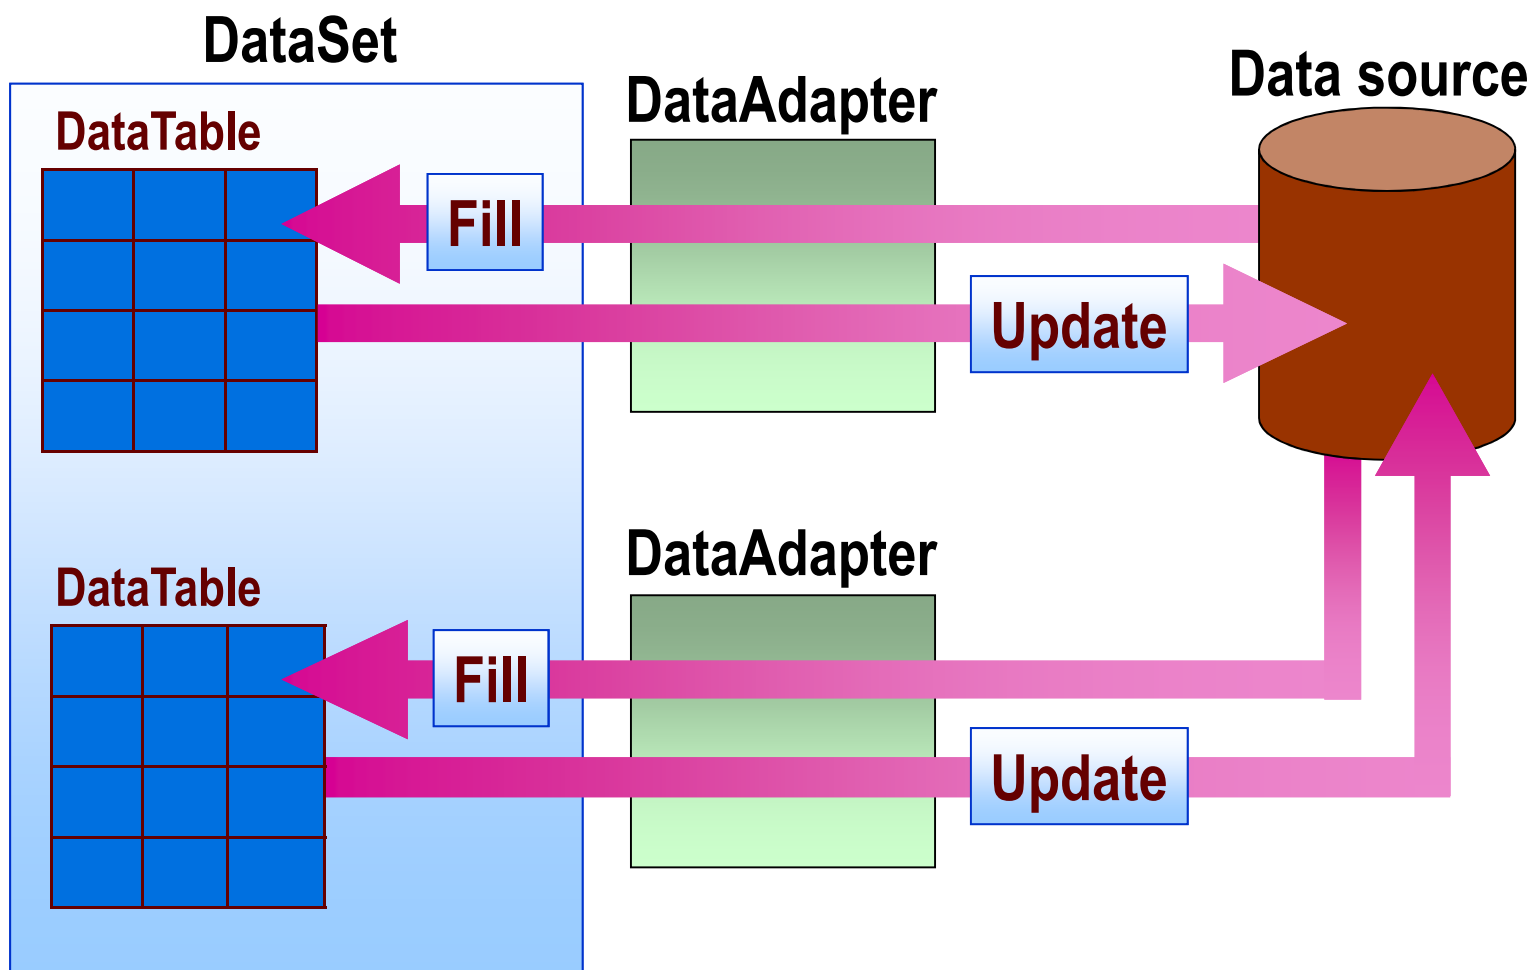 DataSet
DataAdapter
Data source
DataTable
Fill
Update
DataAdapter
DataTable
Fill
Update